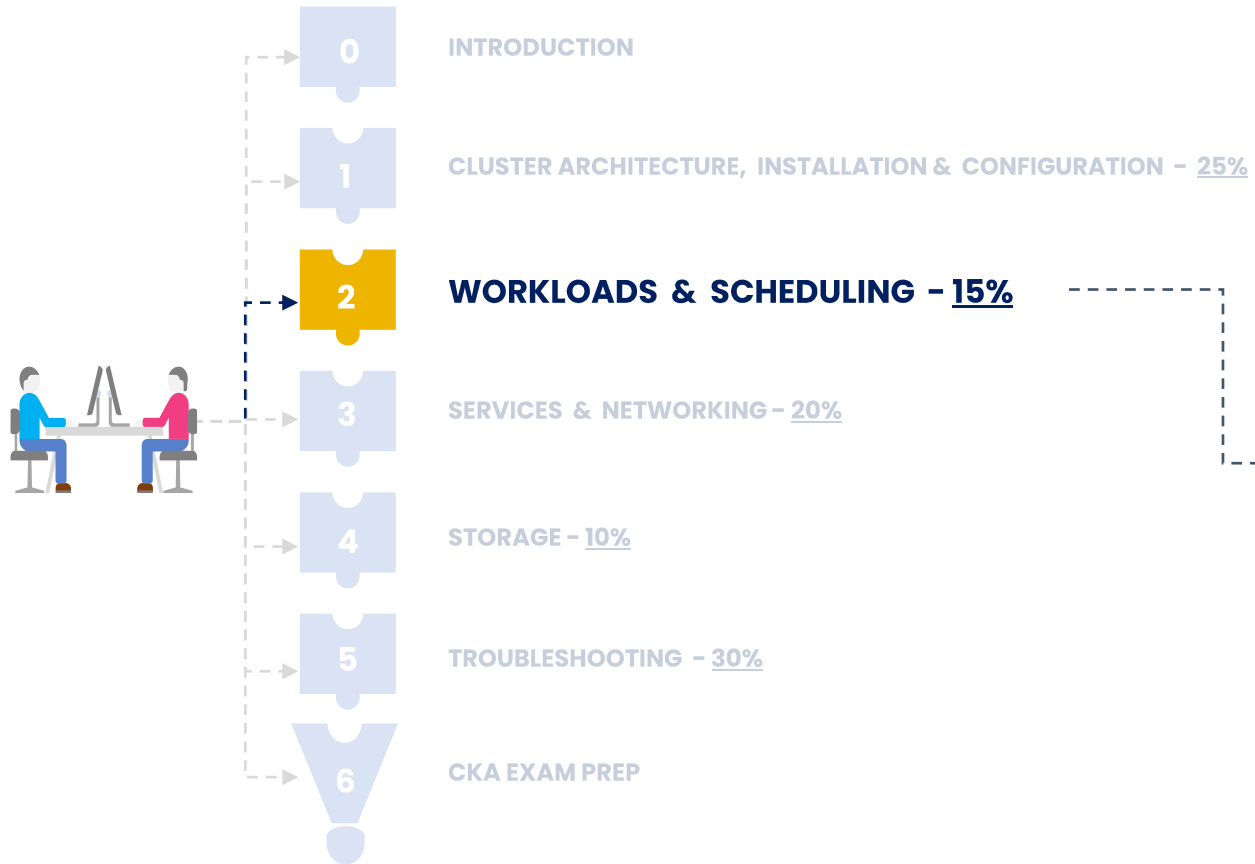 0 INTRODUCTION
1 CLUSTER ARCHITECTURE, INSTALLATION & CONFIGURATION - 25%
2 WORKLOADS & SCHEDULING - 15%
3 SERVICES & NETWORKING - 20%
4 STORAGE - 10%
5 TROUBLESHOOTING - 30%
6 CKA EXAM PREP